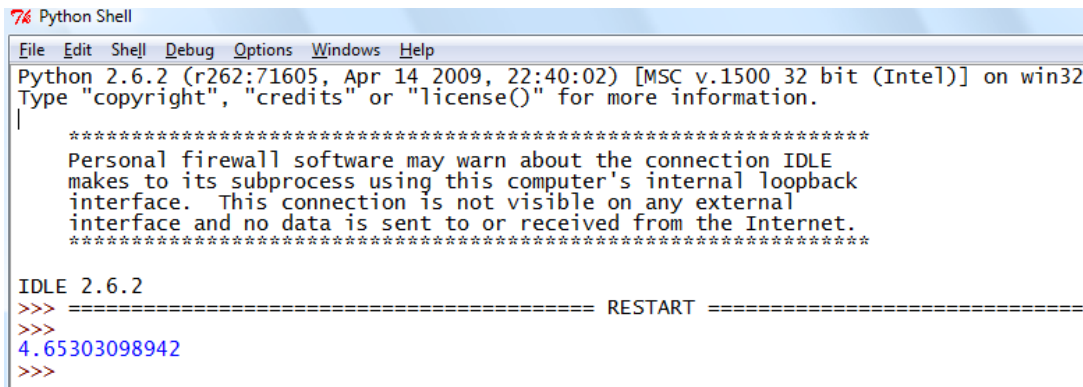 Python Shell
File Edit Shell Debug Options Windows Help
Python 2.6.2 (r262:71605, Apr 14 2009, 22:40:02) [MSC v.1500 32 bit (Intel)] on win32
Type "copyright", "credits" or "license()" for more information.
****************************************************************
Personal firewall software may warn about the connection IDLE
makes to its subprocess using this computer's internal loopback
interface.  This connection is not visible on any external
interface and no data is sent to or received from the Internet.
****************************************************************
IDLE 2.6.2
>>> ========================================== RESTART ==============================
>>>
4.65303098942
>>>